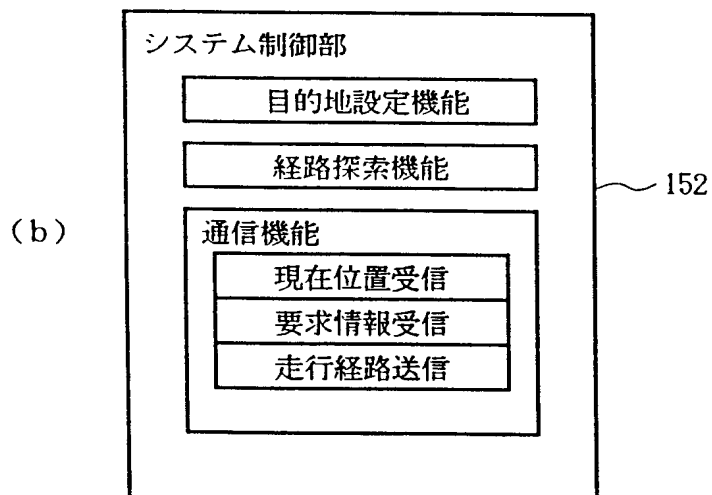 システム制御部
目的地設定機能
経路探索機能
152
(b)
通信機能
現在位置受信
要求情報受信
走行経路送信